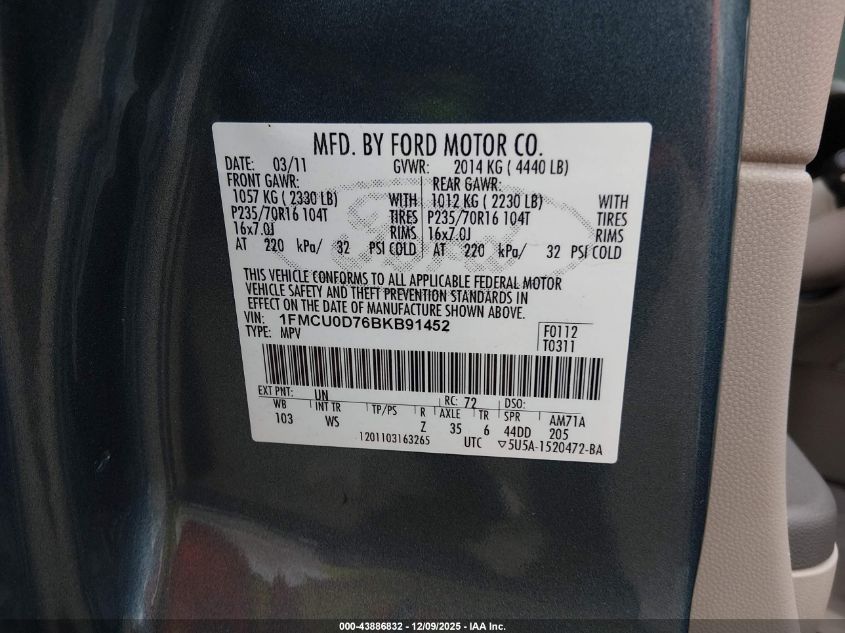 MFD. BY FORD MOTOR CO.
DATE: 03/11 GVWR: 2014 KG ( 4440 LB)
FRONT GAWR: REAR GAWR:
1057 KG ( 2330 LB) WITH 1012 KG ( 2230 LB) WITH
P235/70R16 104T TIRES P235/70R16 104T TIRES
16x7.0J RIMS 16x7.0J RIMS
AT 220 kPa/ 32 PSI COLD AT 220 kPa/ 32 PSI COLD
THIS VEHICLE CONFORMS TO ALL APPLICABLE FEDERAL MOTOR
VEHICLE SAFETY AND THEFT PREVENTION STANDARDS IN
EFFECT ON THE DATE OF MANUFACTURE SHOWN ABOVE.
VIN: 1FMCU0D76BKB91452 F0112
TYPE: MPV T0311
EXT PNT: UN RC: 72 DSO:
WB INT TR TP/PS R AXLE TR SPR AM71A
103 WS Z 35 6 44DD 205
1201103163265 UTC ▽5U5A-1520472-BA
000-43886832 | 12/09/2025 - IAA Inc.